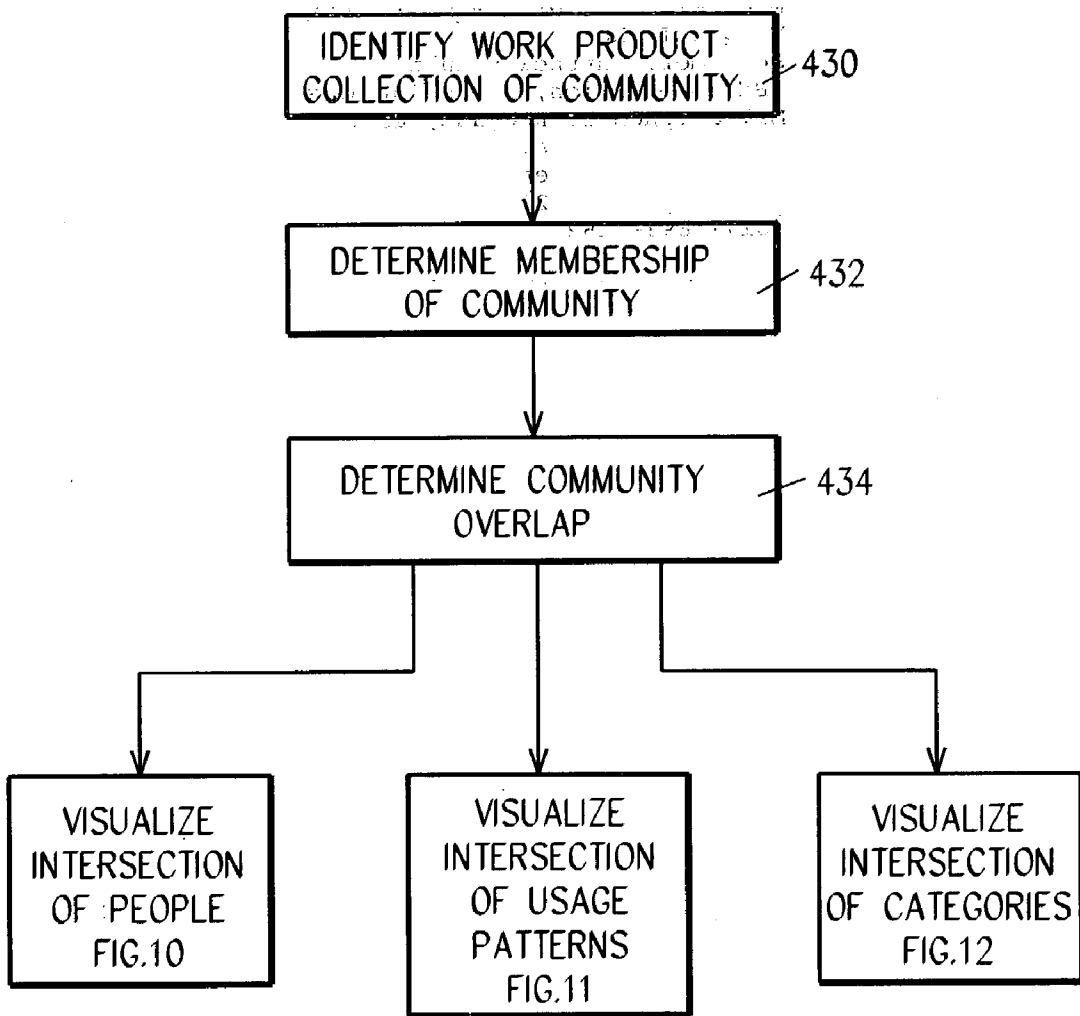 IDENTIFY WORK PRODUCT
COLLECTION OF COMMUNITY
430
DETERMINE MEMBERSHIP
OF COMMUNITY
432
DETERMINE COMMUNITY
OVERLAP
434
VISUALIZE
INTERSECTION
OF PEOPLE
FIG.10
VISUALIZE
INTERSECTION
OF USAGE
PATTERNS
FIG.11
VISUALIZE
INTERSECTION
OF CATEGORIES
FIG.12